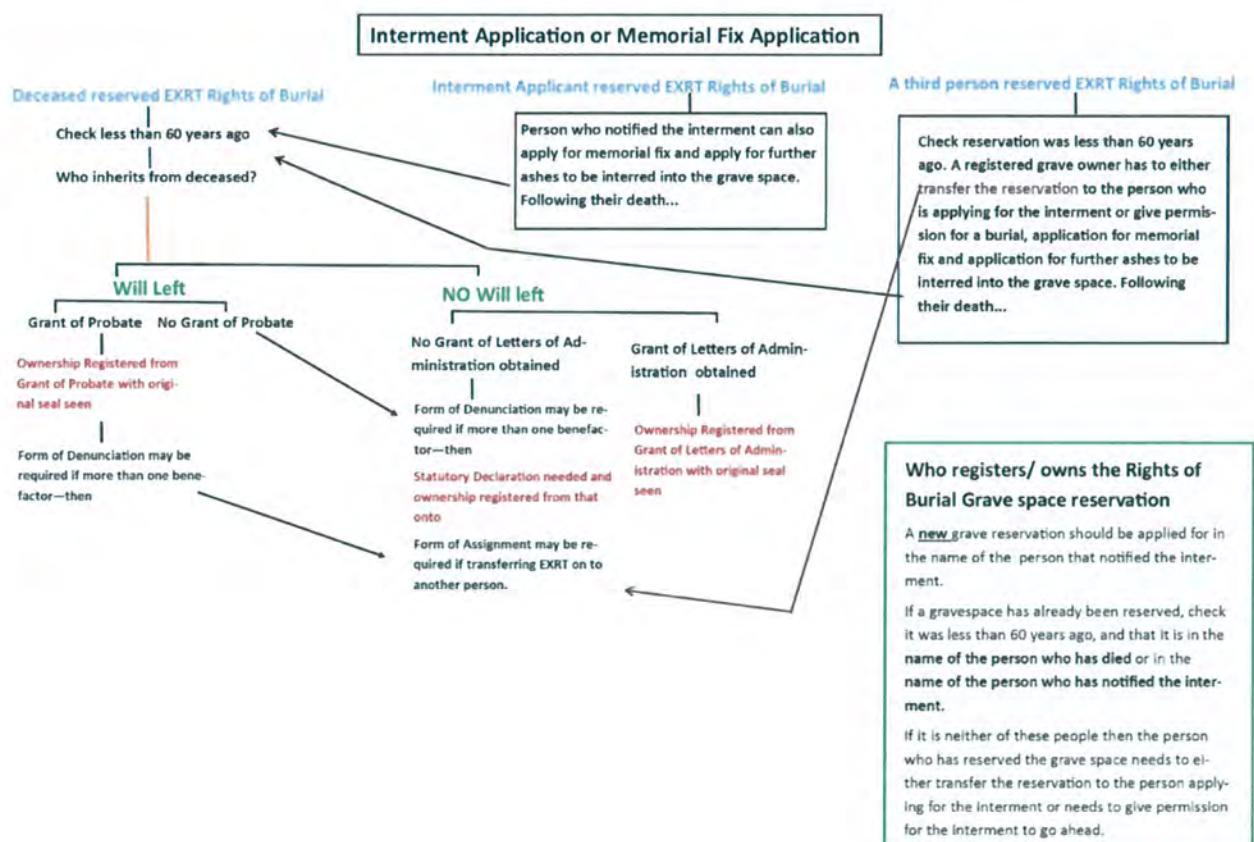 Interment Application or Memorial Fix Application
Deceased reserved EXRT Rights of Burial
Check less than 60 years ago
Who inherits from deceased?
Interment Applicant reserved EXRT Rights of Burial
Person who notified the interment can also
apply for memorial fix and apply for further
ashes to be interred into the grave space.
Following their death...
A third person reserved EXRT Rights of Burial
Check reservation was less than 60 years
ago. A registered grave owner has to either
transfer the reservation to the person who
is applying for the interment or give permis-
sion for a burial, application for memorial
fix and application for further ashes to be
interred into the grave space. Following
their death...
Will Left
Grant of Probate
No Grant of Probate
Ownership Registered from
Grant of Probate with origi-
nal seal seen
Form of Denunciation may be
required if more than one bene-
factor—then
NO Will left
No Grant of Letters of Ad-
ministration obtained
Form of Denunciation may be re-
quired if more than one benefac-
tor—then
Statutory Declaration needed and
ownership registered from that
onto
Form of Assignment may be re-
quired if transferring EXRT on to
another person.
Grant of Letters of Admin-
istration obtained
Ownership Registered from
Grant of Letters of Admin-
istration with original seal
seen
Who registers/ owns the Rights of
Burial Grave space reservation
A new grave reservation should be applied for in
the name of the person that notified the inter-
ment.
If a gravespace has already been reserved, check
it was less than 60 years ago, and that it is in the
name of the person who has died or in the
name of the person who has notified the inter-
ment.
If it is neither of these people then the person
who has reserved the grave space needs to ei-
ther transfer the reservation to the person apply-
ing for the interment or needs to give permission
for the interment to go ahead.